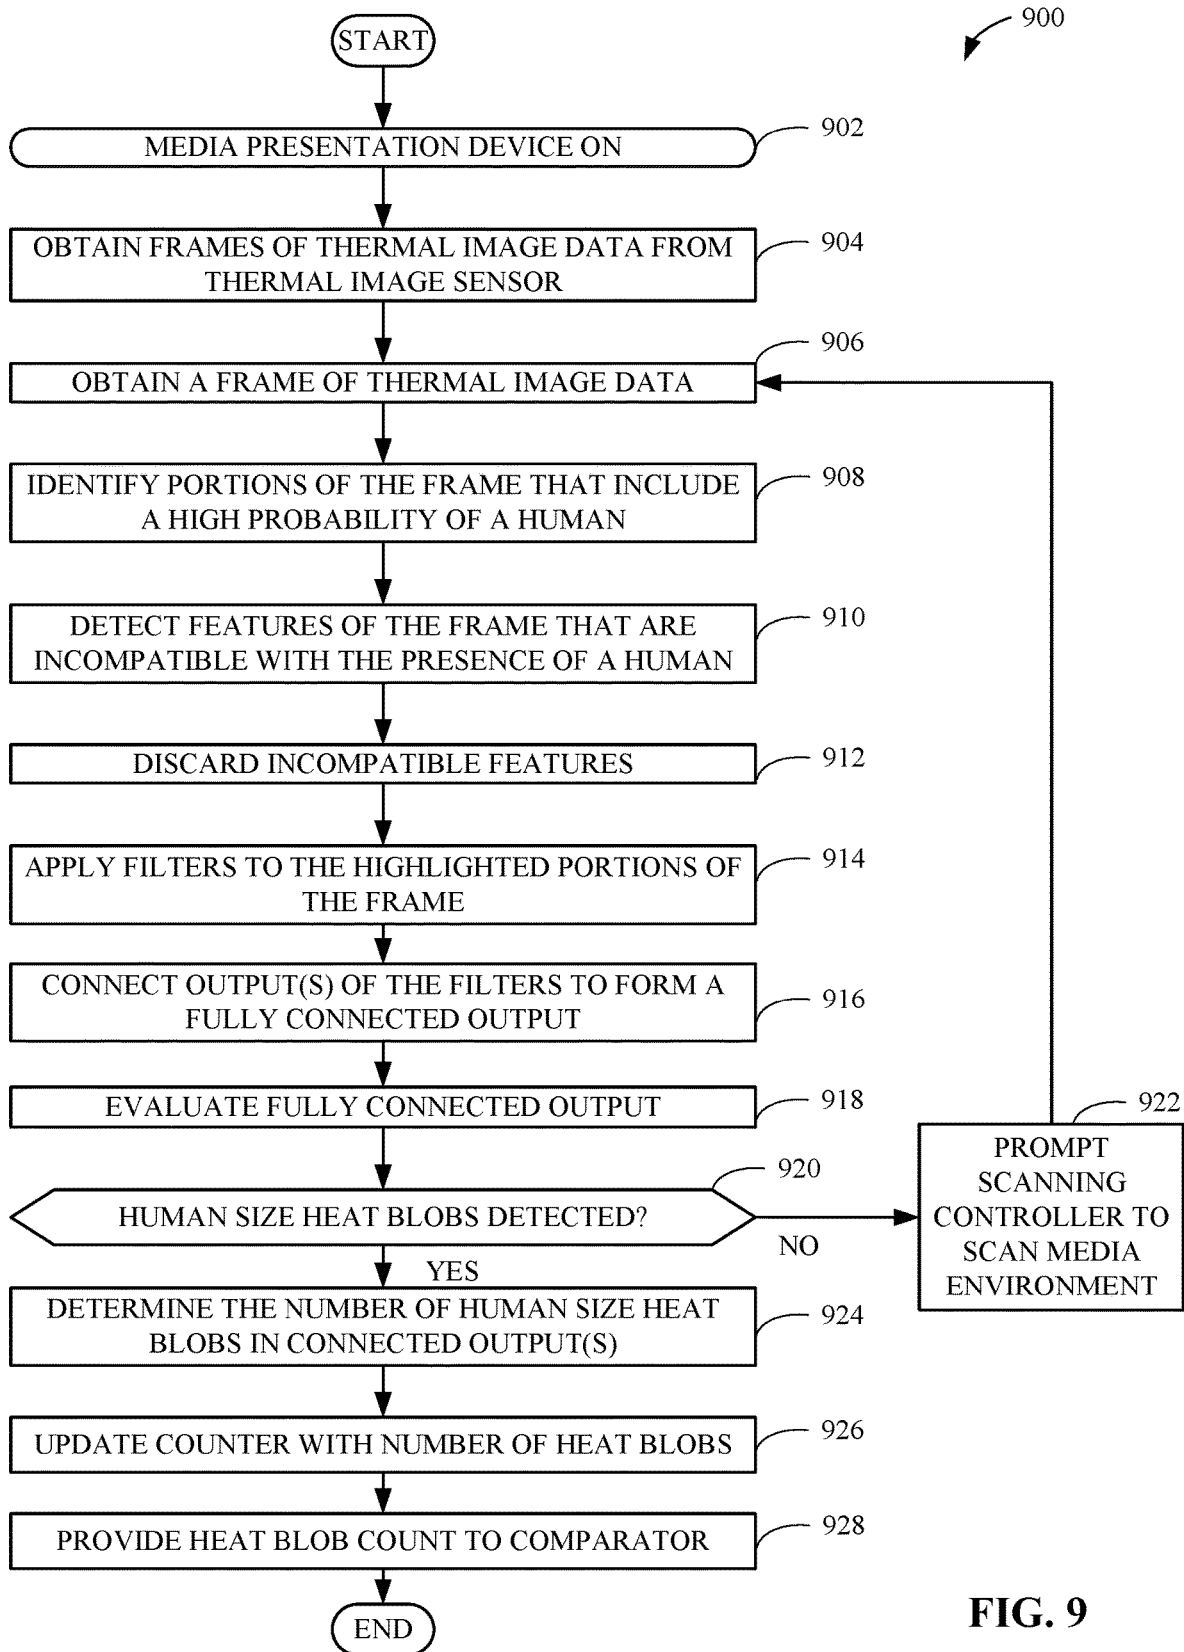 900
START
MEDIA PRESENTATION DEVICE ON
902
OBTAIN FRAMES OF THERMAL IMAGE DATA FROM
THERMAL IMAGE SENSOR
904
OBTAIN A FRAME OF THERMAL IMAGE DATA
906
IDENTIFY PORTIONS OF THE FRAME THAT INCLUDE
A HIGH PROBABILITY OF A HUMAN
908
DETECT FEATURES OF THE FRAME THAT ARE
INCOMPATIBLE WITH THE PRESENCE OF A HUMAN
910
DISCARD INCOMPATIBLE FEATURES
912
APPLY FILTERS TO THE HIGHLIGHTED PORTIONS OF
THE FRAME
914
CONNECT OUTPUT(S) OF THE FILTERS TO FORM A
FULLY CONNECTED OUTPUT
916
EVALUATE FULLY CONNECTED OUTPUT
918
HUMAN SIZE HEAT BLOBS DETECTED?
920
NO
922
PROMPT
SCANNING
CONTROLLER TO
SCAN MEDIA
ENVIRONMENT
YES
DETERMINE THE NUMBER OF HUMAN SIZE HEAT
BLOBS IN CONNECTED OUTPUT(S)
924
UPDATE COUNTER WITH NUMBER OF HEAT BLOBS
926
PROVIDE HEAT BLOB COUNT TO COMPARATOR
928
END
FIG. 9